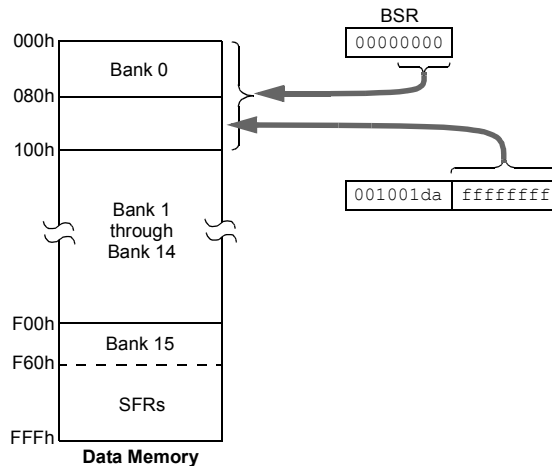 BSR
000h
00000000
Bank 0
080h
100h
001001da ffffffff
Bank 1
through
Bank 14
F00h
Bank 15
F60h
SFRs
FFFh
Data Memory